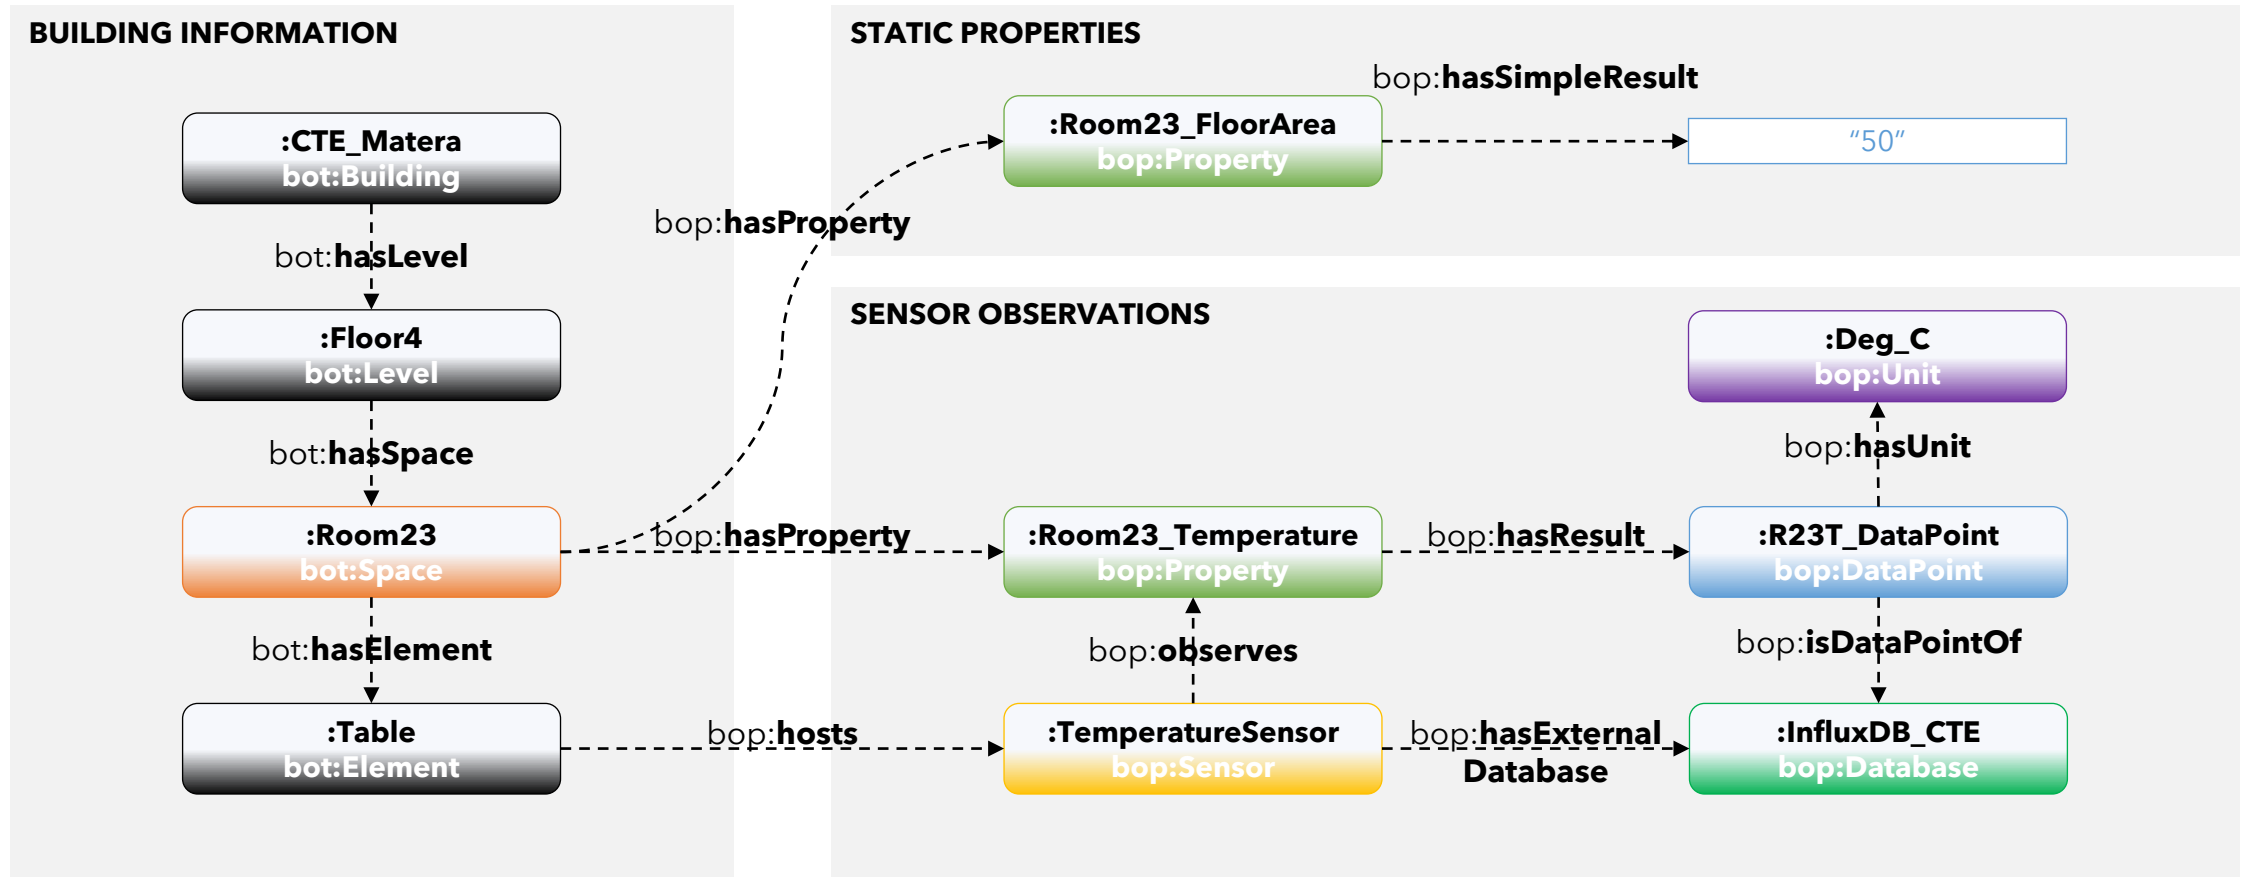 BUILDING INFORMATION
:CTE_Matera
bot:Building
bot:hasLevel
:Floor4
bot:Level
bot:hasSpace
:Room23
bot:Space
bot:hasElement
:Table
bot:Element
bop:hasProperty
bop:hasProperty
bop:hosts
STATIC PROPERTIES
:Room23_FloorArea
bop:Property
bop:hasSimpleResult
“50”
SENSOR OBSERVATIONS
:Deg_C
bop:Unit
bop:hasUnit
:Room23_Temperature
bop:Property
bop:hasResult
:R23T_DataPoint
bop:DataPoint
bop:observes
bop:isDataPointOf
:TemperatureSensor
bop:Sensor
bop:hasExternal
Database
:InfluxDB_CTE
bop:Database